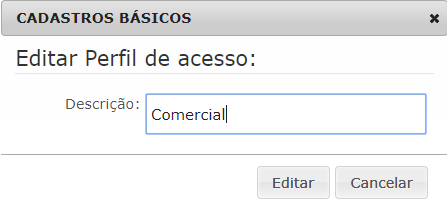 CADASTROS BÁSICOS
Editar Perfil de acesso:
Descrição: Comercial
Editar Cancelar